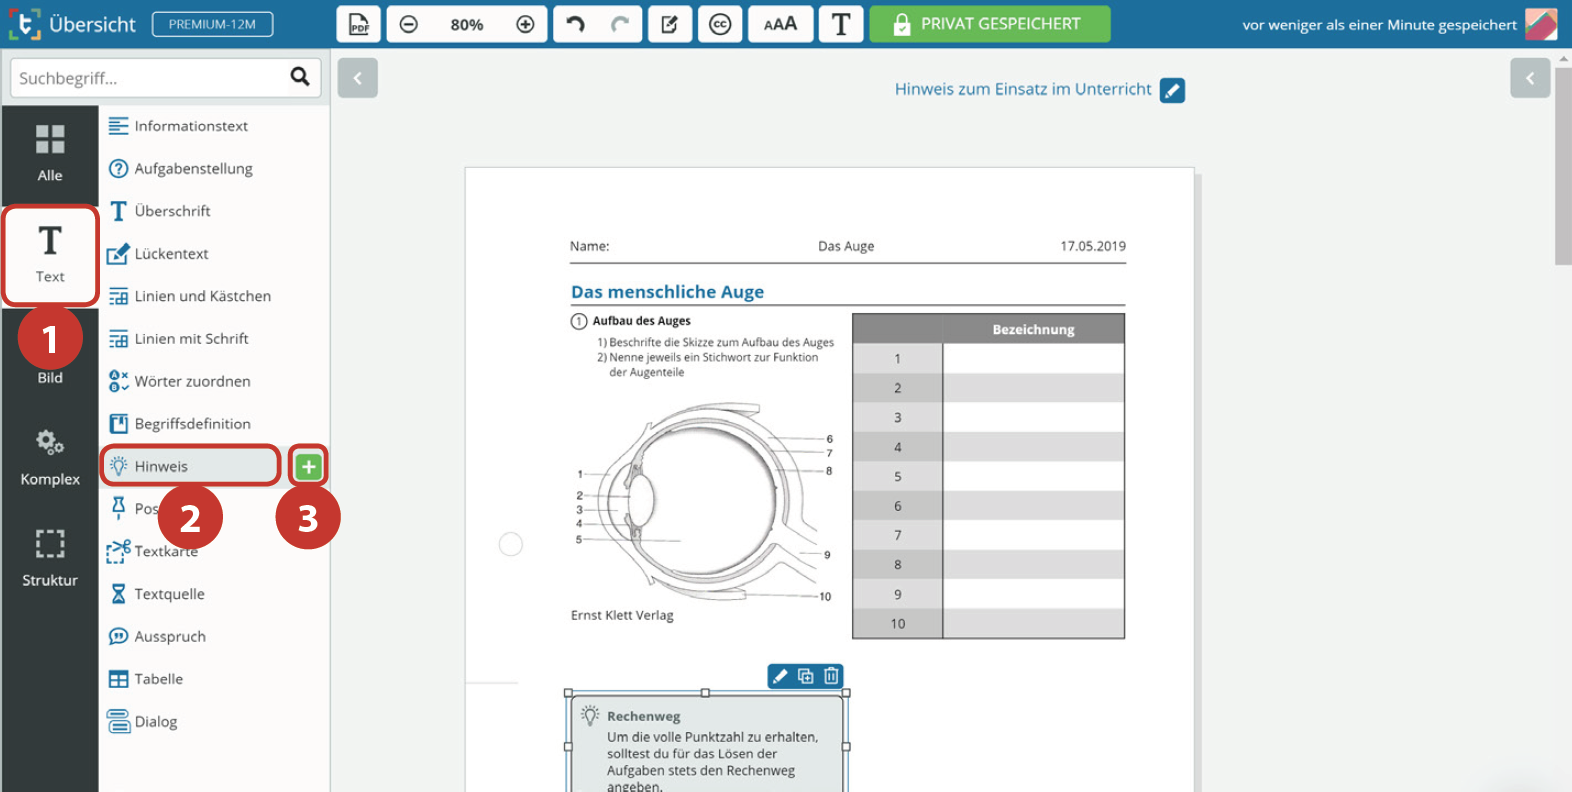 Übersicht
PREMIUM-12M
PDF
80%
CC
AAA
T
PRIVAT GESPEICHERT
vor weniger als einer Minute gespeichert
Suchbegriff...
Alle
Text
1
Bild
Komplex
Struktur
Informationstext
Aufgabenstellung
Überschrift
Lückentext
Linien und Kästchen
Linien mit Schrift
Wörter zuordnen
Begriffsdefinition
Hinweis
3
2
Textkarte
Textquelle
Ausspruch
Tabelle
Dialog
Hinweis zum Einsatz im Unterricht
Name: Das Auge 17.05.2019
Das menschliche Auge
1 Aufbau des Auges
1) Beschrifte die Skizze zum Aufbau des Auges
2) Nenne jeweils ein Stichwort zur Funktion
der Augenteile
1
2
3
4
5
6
7
8
9
10
Ernst Klett Verlag
Bezeichnung
1
2
3
4
5
6
7
8
9
10
Rechenweg
Um die volle Punktzahl zu erhalten,
solltest du für das Lösen der
Aufgaben stets den Rechenweg
angeben.